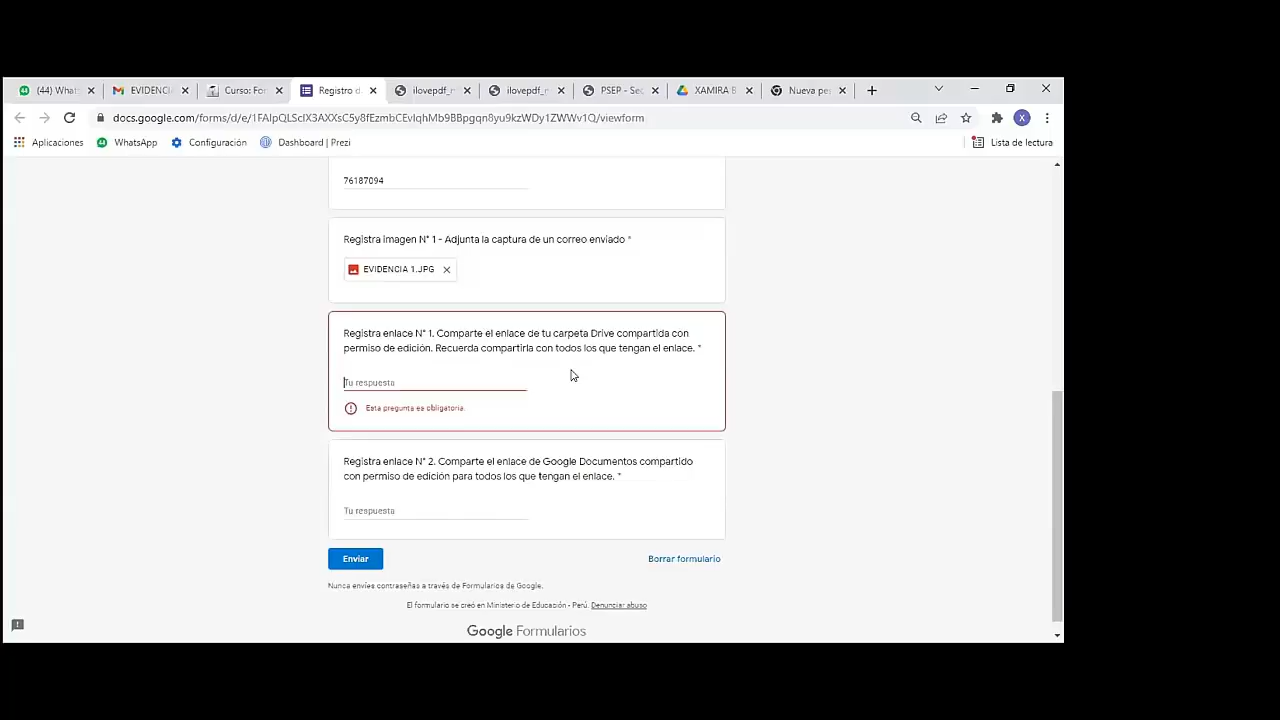 (44) What:
EVIDENCI
Curso: For
Registro d
ilovepdf_n
ilovepdf_n
PSEP - Sec
XAMIRA B
Nueva pe
docs.google.com/forms/d/e/1FAIpQLSclX3AXXsC5y8fEzmbCEvIqhMb9BBpgqn8yu9kzWDy1ZWWv1Q/viewform
X
Aplicaciones
WhatsApp
Configuración
Dashboard | Prezi
Lista de lectura
76187094
Registra imagen N° 1 - Adjunta la captura de un correo enviado *
EVIDENCIA 1.JPG
Registra enlace N° 1. Comparte el enlace de tu carpeta Drive compartida con
permiso de edición. Recuerda compartirla con todos los que tengan el enlace. *
Tu respuesta
Esta pregunta es obligatoria.
Registra enlace N° 2. Comparte el enlace de Google Documentos compartido
con permiso de edición para todos los que tengan el enlace. *
Tu respuesta
Enviar
Borrar formulario
Nunca envíes contraseñas a través de Formularios de Google.
El formulario se creó en Ministerio de Educación - Perú. Denunciar abuso
Google Formularios